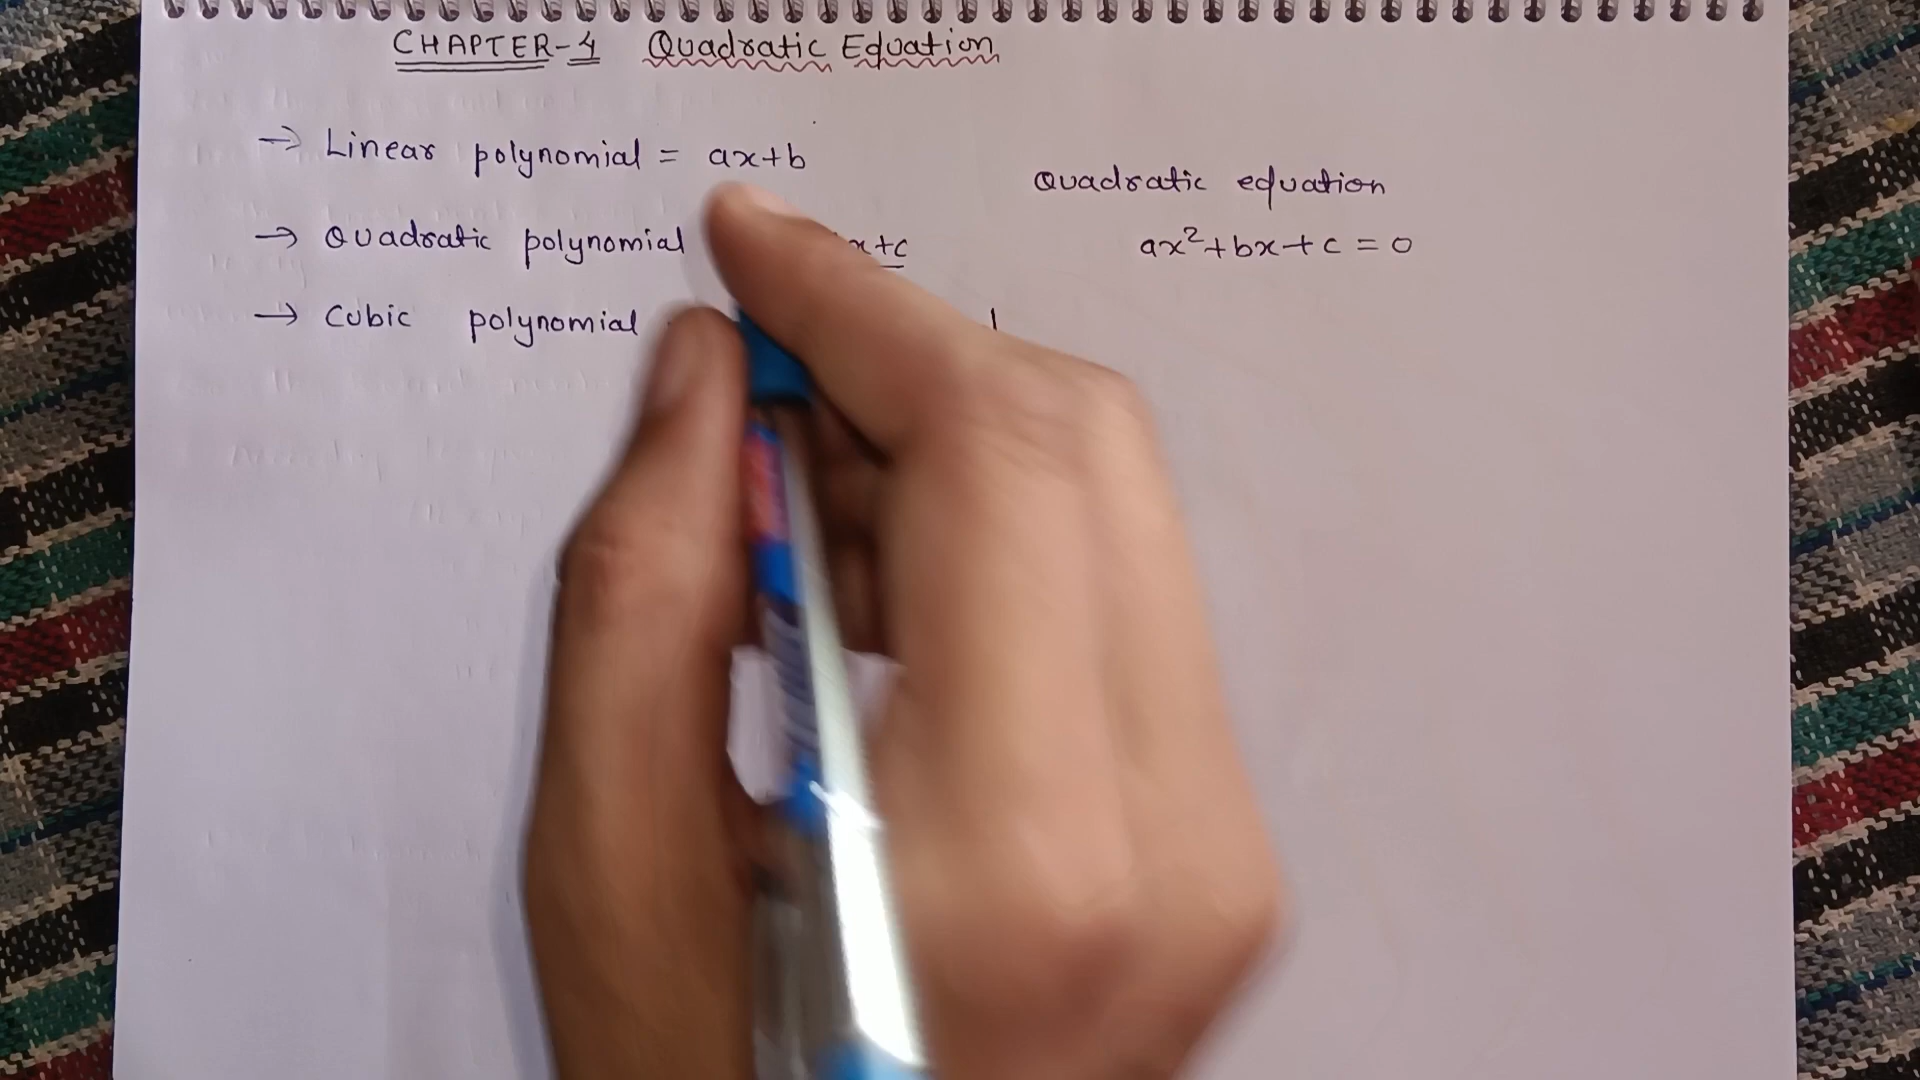 CHAPTER-4 Quadratic Equation
→ Linear polynomial = ax+b
→ Quadratic polynomial x+c
→ Cubic polynomial
Quadratic equation
ax²+bx+c=0